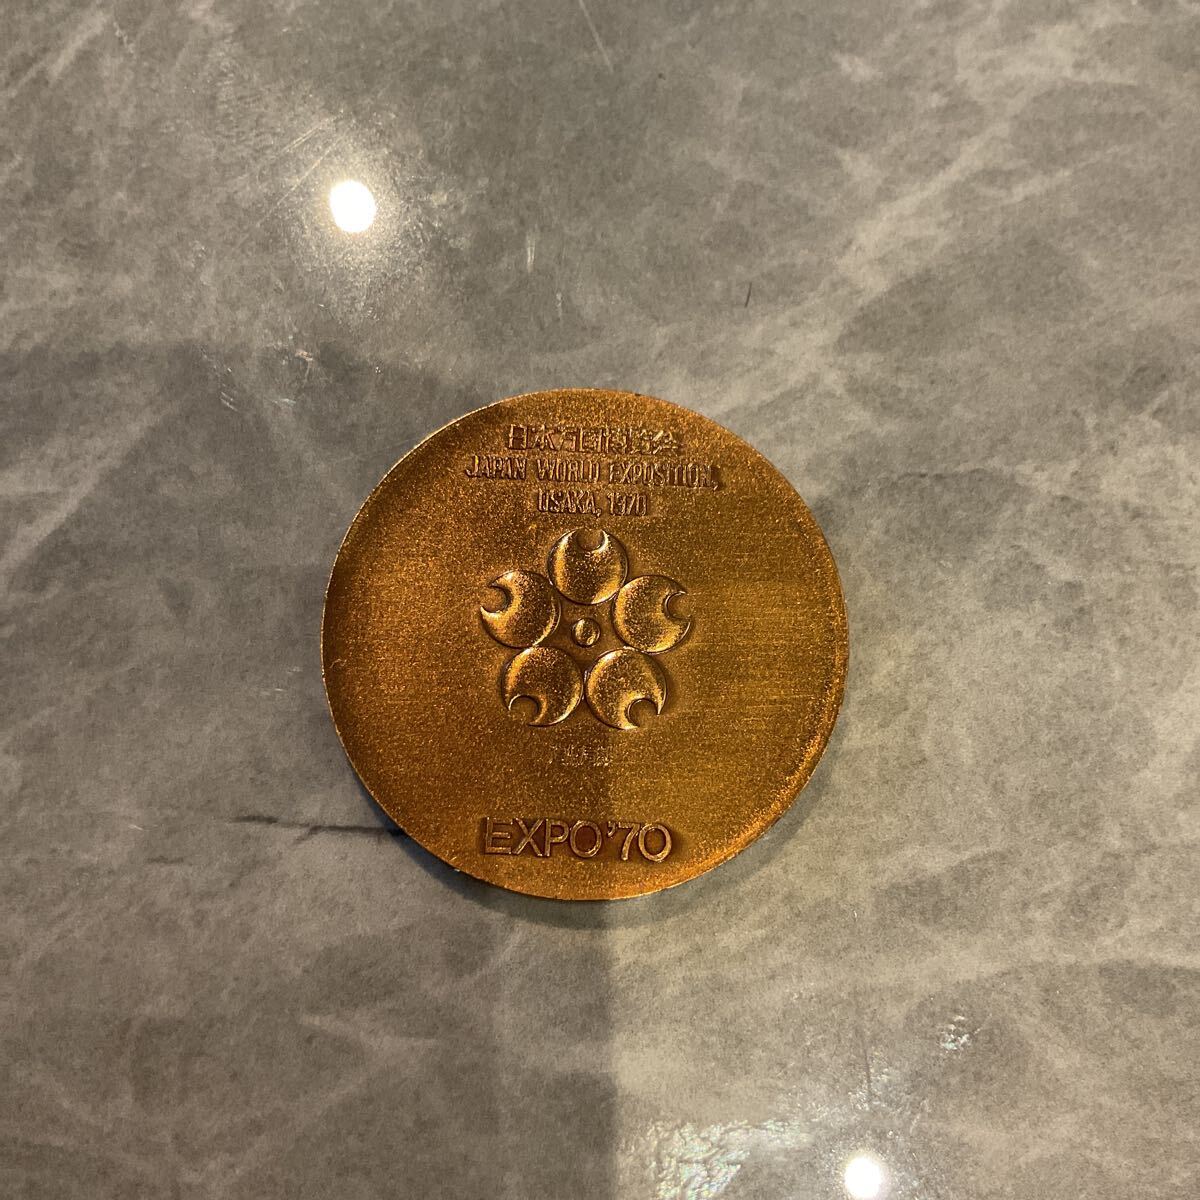 日本万国博覧会
JAPAN WORLD EXPOSITION,
OSAKA, 1970
EXPO'70